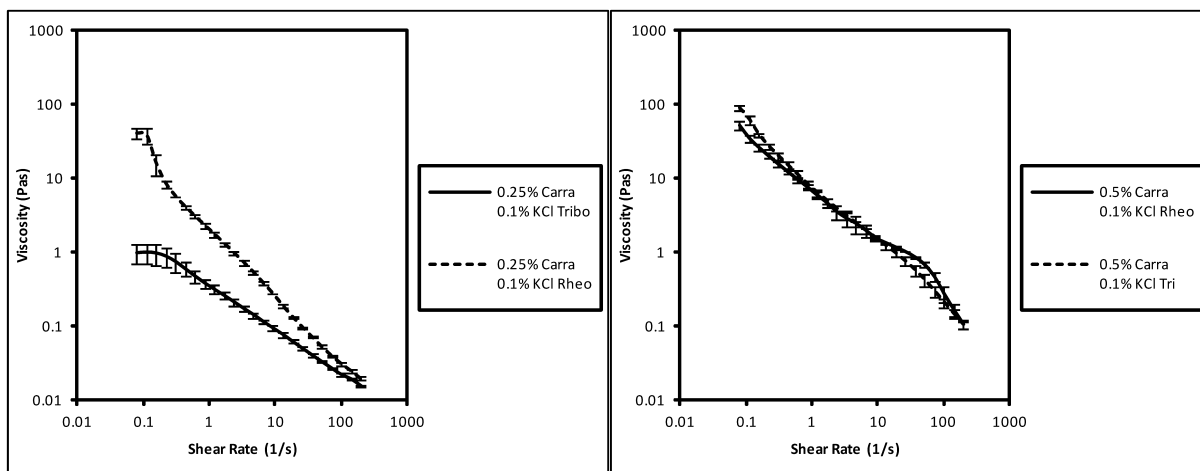 1000
100
10
1
0.1
0.01
Viscosity (Pas)
0.01 0.1 1 10 100 1000
Shear Rate (1/s)
0.25% Carra
0.1% KCl Tribo
0.25% Carra
0.1% KCl Rheo
1000
100
10
1
0.1
0.01
Viscosity (Pas)
0.01 0.1 1 10 100 1000
Shear Rate (1/s)
0.5% Carra
0.1% KCl Rheo
0.5% Carra
0.1% KCl Tri